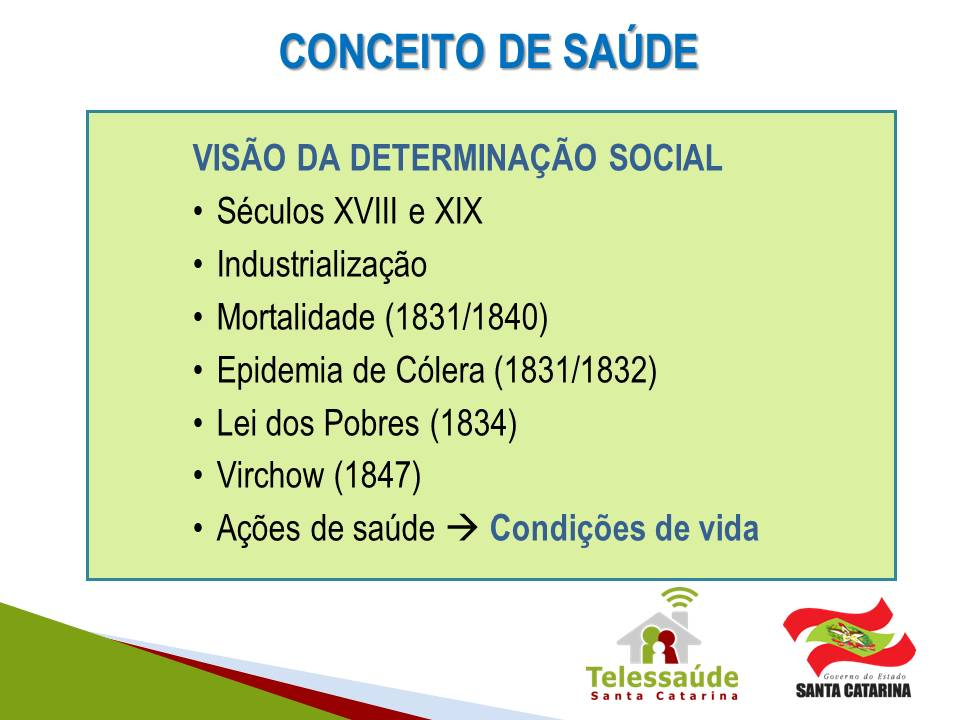 CONCEITO DE SAÚDE
VISÃO DA DETERMINAÇÃO SOCIAL
• Séculos XVIII e XIX
• Industrialização
• Mortalidade (1831/1840)
• Epidemia de Cólera (1831/1832)
• Lei dos Pobres (1834)
• Virchow (1847)
• Ações de saúde → Condições de vida
Telessaúde
Santa Catarina
Governo do Estado
SANTA CATARINA